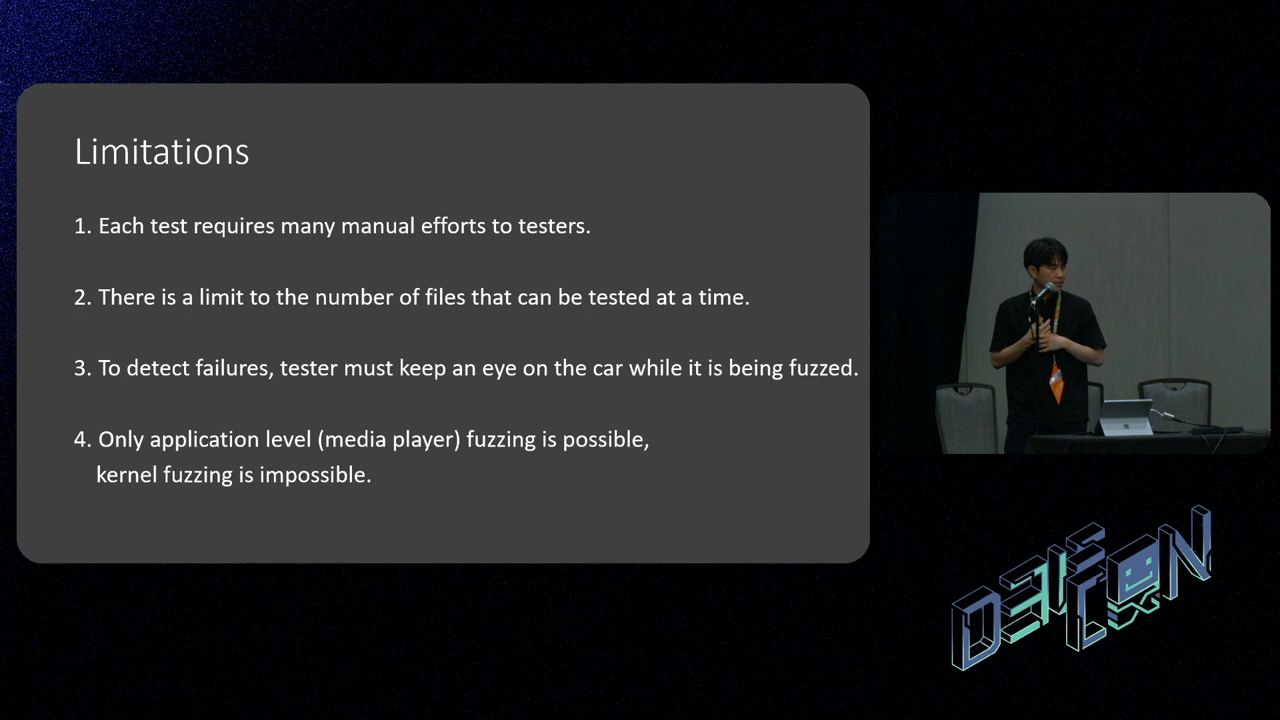 Limitations
1. Each test requires many manual efforts to testers.
2. There is a limit to the number of files that can be tested at a time.
3. To detect failures, tester must keep an eye on the car while it is being fuzzed.
4. Only application level (media player) fuzzing is possible,
kernel fuzzing is impossible.
DEF CON